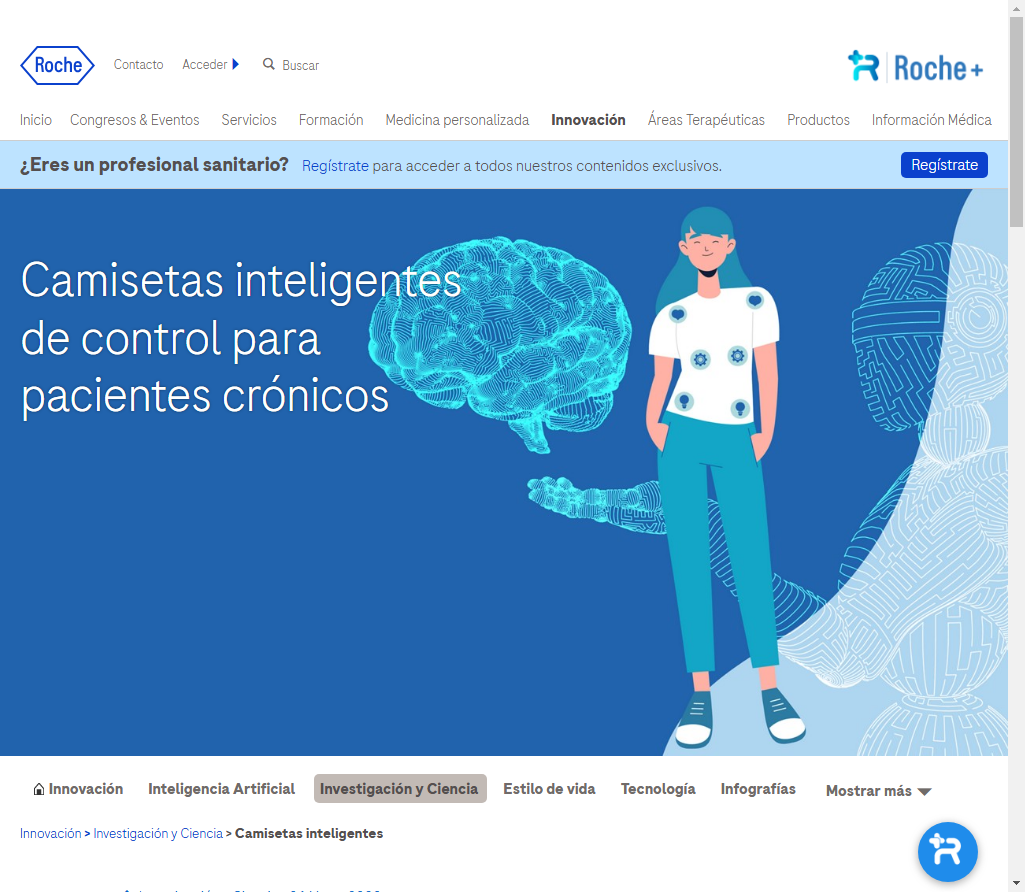 Roche
Contacto
Acceder
Buscar
Roche+
Inicio
Congresos & Eventos
Servicios
Formación
Medicina personalizada
Innovación
Áreas Terapéuticas
Productos
Información Médica
¿Eres un profesional sanitario? Regístrate para acceder a todos nuestros contenidos exclusivos.
Regístrate
Camisetas inteligentes
de control para
pacientes crónicos
Innovación
Inteligencia Artificial
Investigación y Ciencia
Estilo de vida
Tecnología
Infografías
Mostrar más
Innovación > Investigación y Ciencia > Camisetas inteligentes